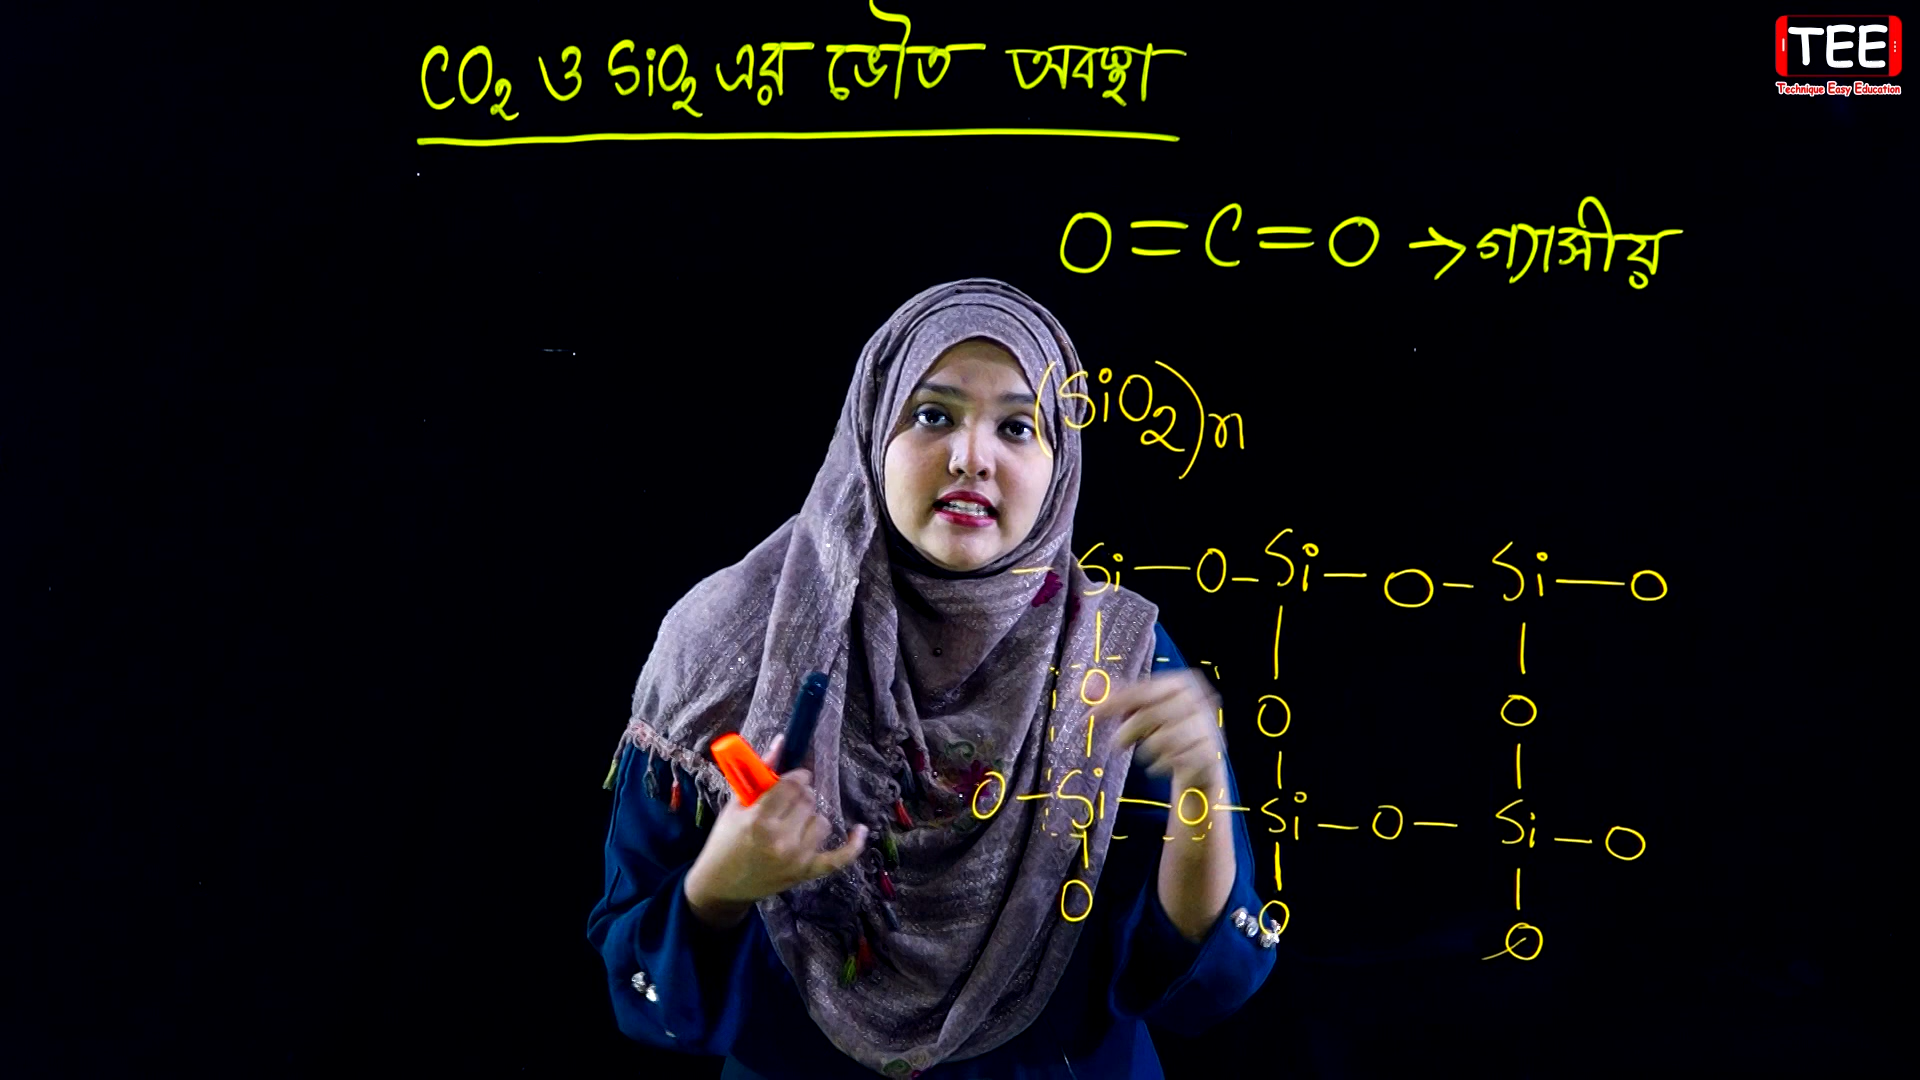 TEE
Technique Easy Education
CO₂ ও SiO₂ এর ভৌত অবস্থা
O = C = O → গ্যাসীয়
(SiO₂)n
— Si — O — Si — O — Si — O
| | |
O O O
| | |
O — Si — O — Si — O — Si — O
| | |
O O O